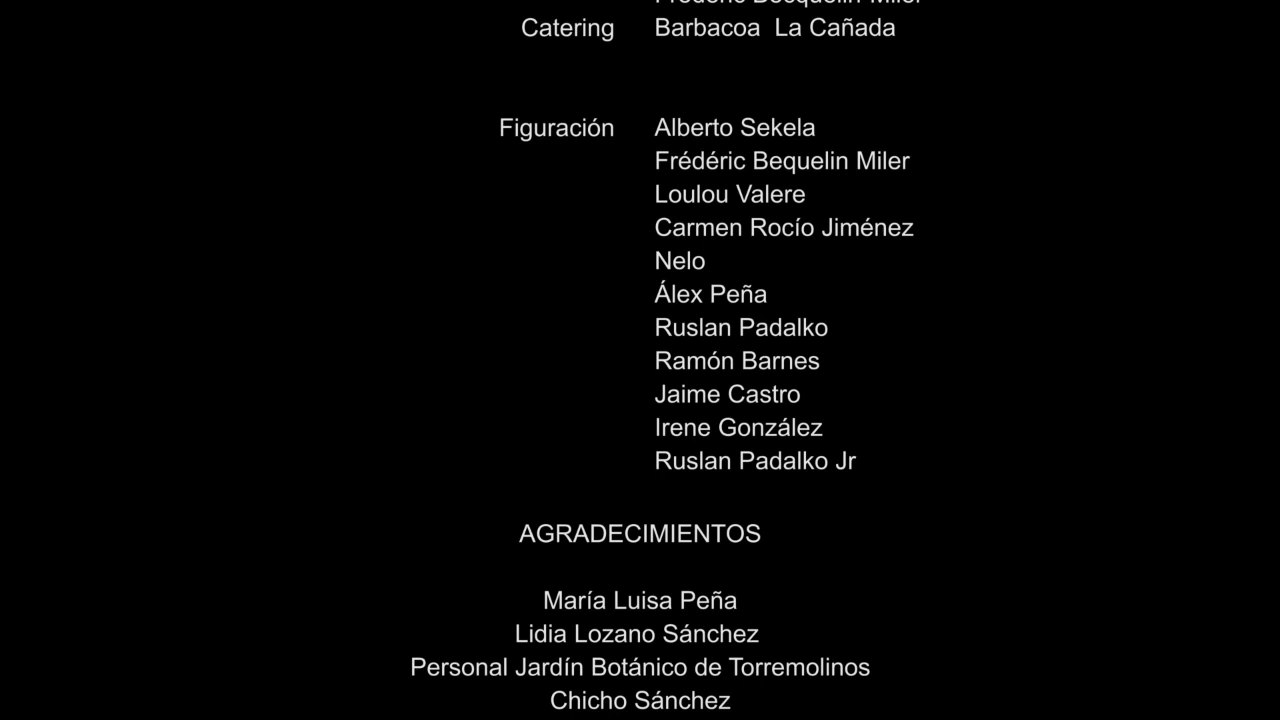 Catering Barbacoa La Cañada
Figuración Alberto Sekela
Frédéric Bequelin Miler
Loulou Valere
Carmen Rocío Jiménez
Nelo
Álex Peña
Ruslan Padalko
Ramón Barnes
Jaime Castro
Irene González
Ruslan Padalko Jr
AGRADECIMIENTOS
María Luisa Peña
Lidia Lozano Sánchez
Personal Jardín Botánico de Torremolinos
Chicho Sánchez